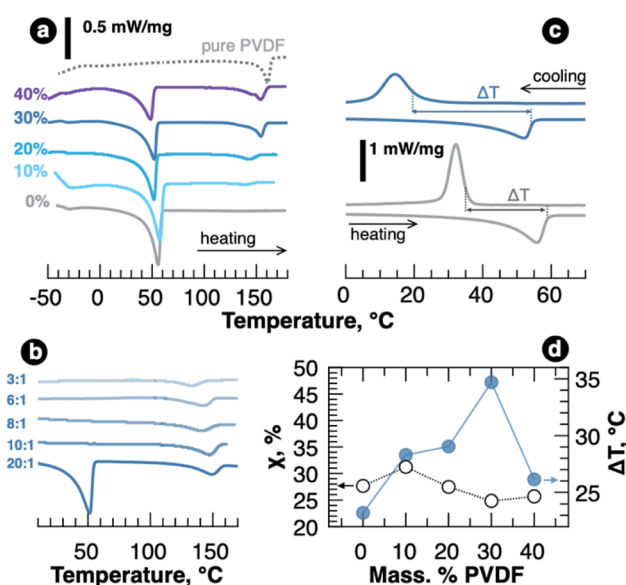 a
0.5 mW/mg
pure PVDF
40%
30%
20%
10%
0%
heating
-50 0 50 100 150
c
cooling
ΔT
1 mW/mg
ΔT
heating
0 20 40 60
Temperature, °C
b
3:1
6:1
8:1
10:1
20:1
50 100 150
Temperature, °C
d
χ, %
50
45
40
35
30
25
20
35
30
25
ΔT, °C
0 10 20 30 40
Mass. % PVDF